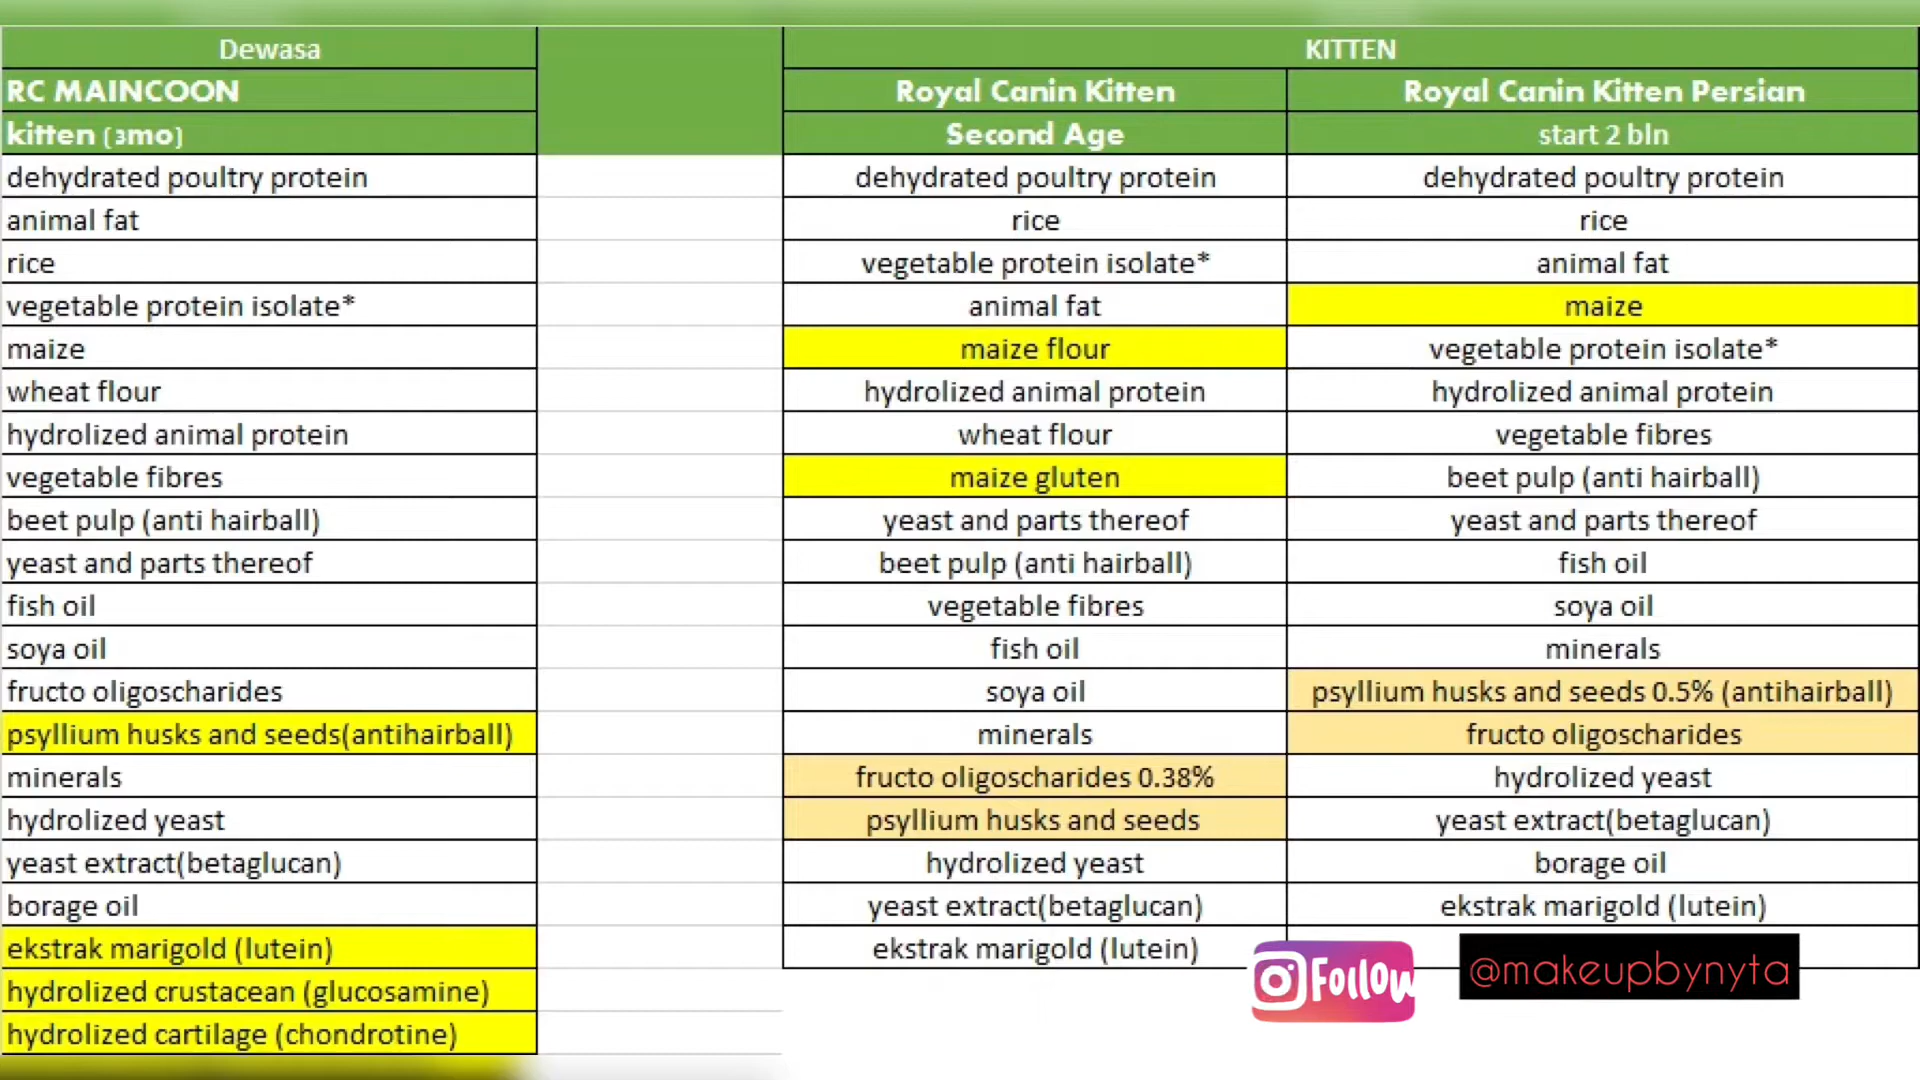 Dewasa
RC MAINCOON
kitten (3mo)
dehydrated poultry protein
animal fat
rice
vegetable protein isolate*
maize
wheat flour
hydrolized animal protein
vegetable fibres
beet pulp (anti hairball)
yeast and parts thereof
fish oil
soya oil
fructo oligoscharides
psyllium husks and seeds(antihairball)
minerals
hydrolized yeast
yeast extract(betaglucan)
borage oil
ekstrak marigold (lutein)
hydrolized crustacean (glucosamine)
hydrolized cartilage (chondrotine)
KITTEN
Royal Canin Kitten
Second Age
dehydrated poultry protein
rice
vegetable protein isolate*
animal fat
maize flour
hydrolized animal protein
wheat flour
maize gluten
yeast and parts thereof
beet pulp (anti hairball)
vegetable fibres
fish oil
soya oil
minerals
fructo oligoscharides 0.38%
psyllium husks and seeds
hydrolized yeast
yeast extract(betaglucan)
ekstrak marigold (lutein)
Royal Canin Kitten Persian
start 2 bln
dehydrated poultry protein
rice
animal fat
maize
vegetable protein isolate*
hydrolized animal protein
vegetable fibres
beet pulp (anti hairball)
yeast and parts thereof
fish oil
soya oil
minerals
psyllium husks and seeds 0.5% (antihairball)
fructo oligoscharides
hydrolized yeast
yeast extract(betaglucan)
borage oil
ekstrak marigold (lutein)
Follow
@makeupbynyta